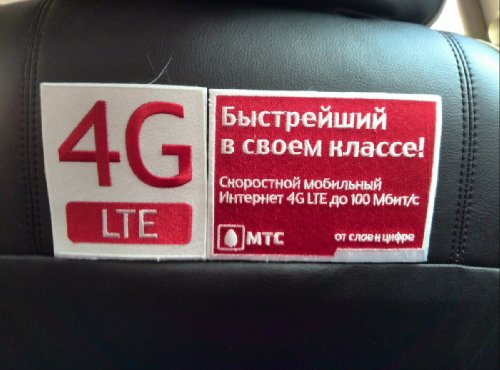 4G
LTE
Быстрейший
в своем классе!
Скоростной мобильный
Интернет 4G LTE до 100 Мбит/с
МТС
от слов к цифре